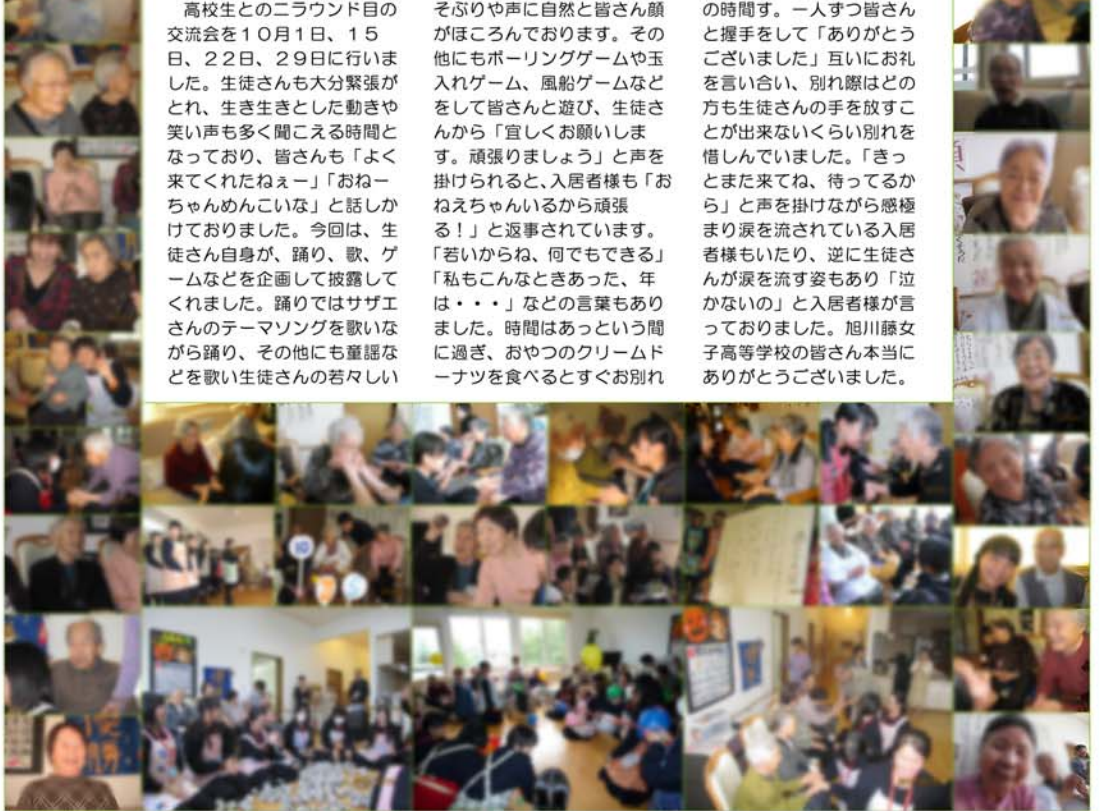 高校生との二ラウンド目の
交流会を１０月１日、１５
日、２２日、２９日に行いま
した。生徒さんも大分緊張が
とれ、生き生きとした動きや
笑い声も多く聞こえる時間と
なっており、皆さんも「よく
来てくれたねぇー」「おねー
ちゃんめんこいな」と話しか
けておりました。今回は、生
徒さん自身が、踊り、歌、ゲ
ームなどを企画して披露して
くれました。踊りではサザエ
さんのテーマソングを歌いな
がら踊り、その他にも童謡な
どを歌い生徒さんの若々しい
そぶりや声に自然と皆さん顔
がほころんでおります。その
他にもボーリングゲームや玉
入れゲーム、風船ゲームなど
をして皆さんと遊び、生徒さ
んから「宜しくお願いしま
す。頑張りましょう」と声を
掛けられると、入居者様も「お
ねえちゃんいるから頑張
る！」と返事されています。
「若いからね、何でもできる」
「私もこんなときあった、年
は・・・」などの言葉もあり
ました。時間はあっという間
に過ぎ、おやつのクリームド
ーナツを食べるとすぐお別れ
の時間す。一人ずつ皆さん
と握手をして「ありがとう
ございました」互いにお礼
を言い合い、別れ際はどの
方も生徒さんの手を放すこ
とが出来ないくらい別れを
惜しんでいました。「きっ
とまた来てね、待ってるか
ら」と声を掛けながら感極
まり涙を流されている入居
者様もいたり、逆に生徒さ
んが涙を流す姿もあり「泣
かないの」と入居者様が言
っておりました。旭川藤女
子高等学校の皆さん本当に
ありがとうございました。